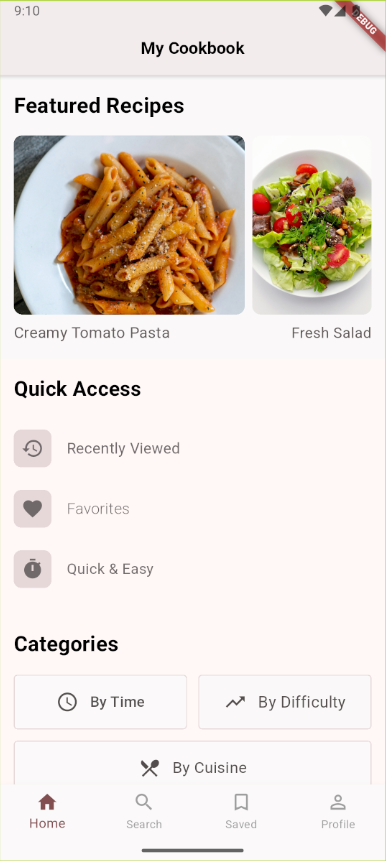 9:10
EBUG
My Cookbook
Featured Recipes
Creamy Tomato Pasta
Fresh Salad
Quick Access
Recently Viewed
Favorites
Quick & Easy
Categories
By Time
By Difficulty
By Cuisine
Home
Search
Saved
Profile